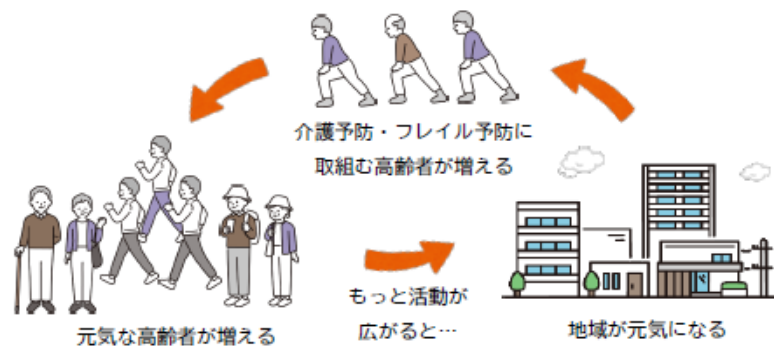 介護予防・フレイル予防に
取組む高齢者が増える
元気な高齢者が増える
もっと活動が
広がると…
地域が元気になる